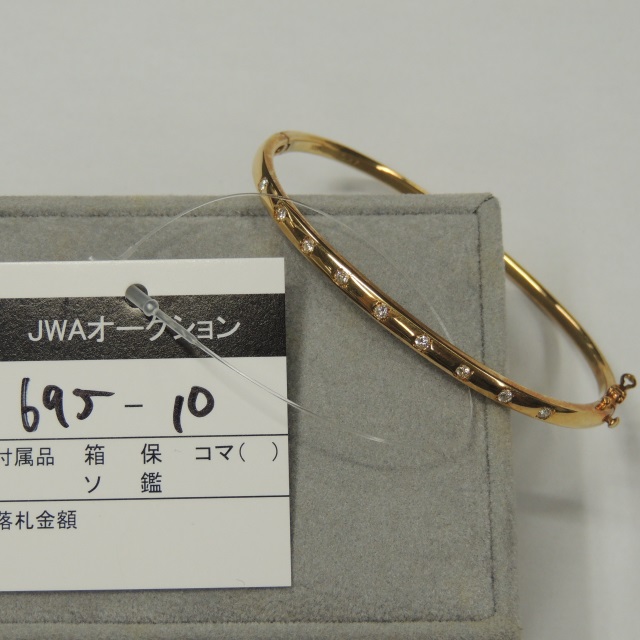 JWAオークション
695-10
付属品 箱 保 コマ( )
ソ 鑑
落札金額